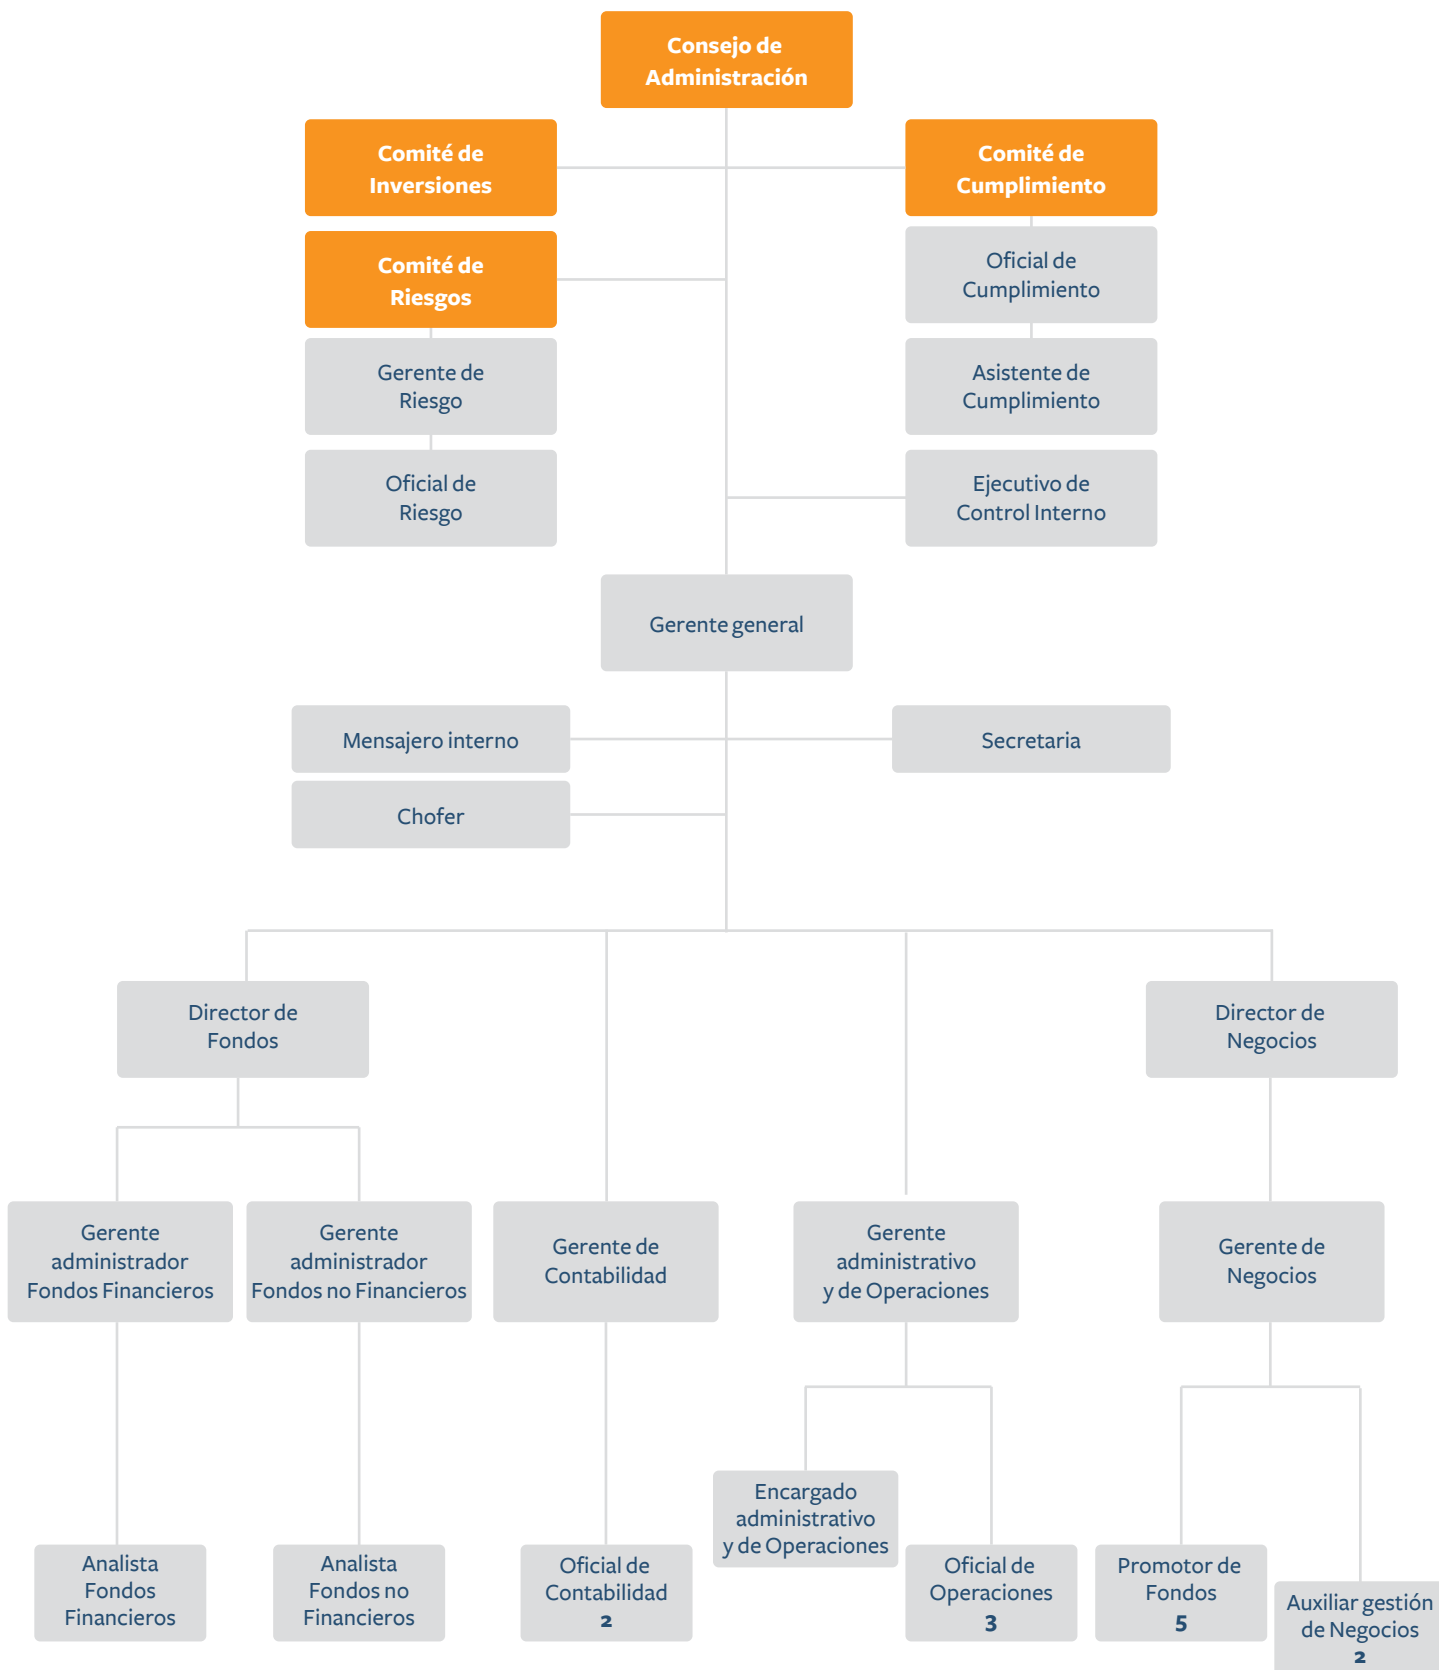 Consejo de
Administración
Comité de
Inversiones
Comité de
Cumplimiento
Comité de
Riesgos
Oficial de
Cumplimiento
Gerente de
Riesgo
Asistente de
Cumplimiento
Oficial de
Riesgo
Ejecutivo de
Control Interno
Gerente general
Mensajero interno
Secretaria
Chofer
Director de
Fondos
Director de
Negocios
Gerente
administrador
Fondos Financieros
Gerente
administrador
Fondos no Financieros
Gerente de
Contabilidad
Gerente
administrativo
y de Operaciones
Gerente de
Negocios
Encargado
administrativo
y de Operaciones
Analista
Fondos
Financieros
Analista
Fondos no
Financieros
Oficial de
Contabilidad
2
Oficial de
Operaciones
3
Promotor de
Fondos
5
Auxiliar gestión
de Negocios
2